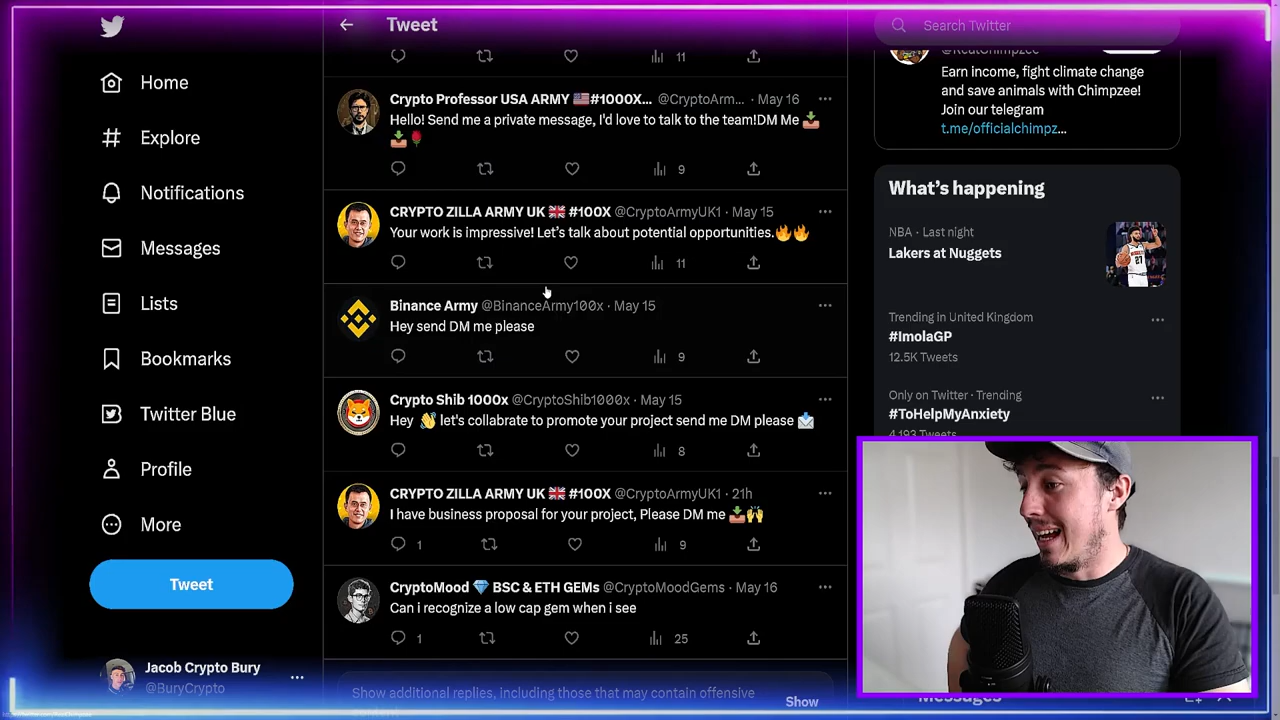 Tweet
Search Twitter
Home
Explore
Notifications
Messages
Lists
Bookmarks
Twitter Blue
Profile
More
Tweet
Jacob Crypto Bury
@BuryCrypto
11
Crypto Professor USA ARMY 🇺🇸#1000X... @CryptoArm... · May 16
Hello! Send me a private message, I'd love to talk to the team!DM Me 📥
📥🌹
9
CRYPTO ZILLA ARMY UK 🇬🇧 #100X @CryptoArmyUK1 · May 15
Your work is impressive! Let's talk about potential opportunities.🔥🔥
11
Binance Army @BinanceArmy100x · May 15
Hey send DM me please
9
Crypto Shib 1000x @CryptoShib1000x · May 15
Hey 👋 let's collabrate to promote your project send me DM please 📩
8
CRYPTO ZILLA ARMY UK 🇬🇧 #100X @CryptoArmyUK1 · 21h
I have business proposal for your project, Please DM me 📥🙌
1 9
CryptoMood 💎 BSC & ETH GEMs @CryptoMoodGems · May 16
Can i recognize a low cap gem when i see
1 25
Show additional replies, including those that may contain offensive
Show
@RealChimpzee
Earn income, fight climate change
and save animals with Chimpzee!
Join our telegram
t.me/officialchimpz...
What's happening
NBA · Last night
Lakers at Nuggets
Trending in United Kingdom
#ImolaGP
12.5K Tweets
Only on Twitter · Trending
#ToHelpMyAnxiety
4,193 Tweets
Messages